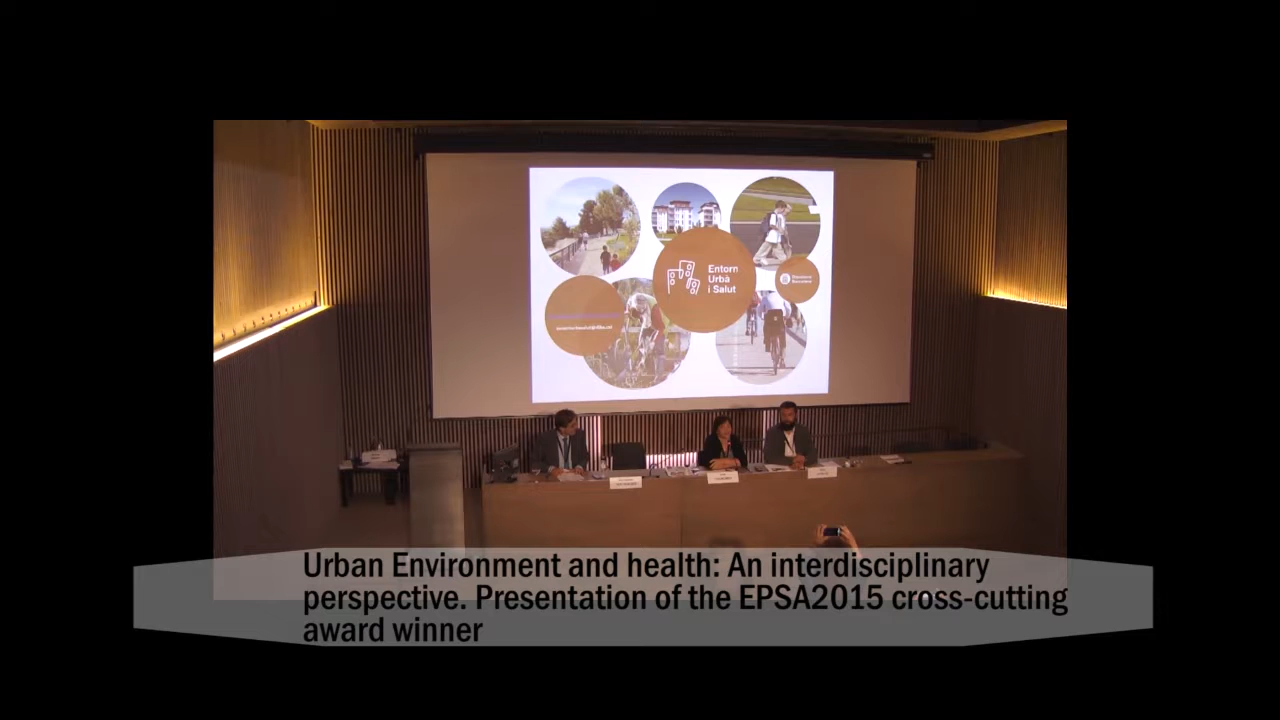 Entorn
Urbà
i Salut
Urban Environment and health: An interdisciplinary
perspective. Presentation of the EPSA2015 cross-cutting
award winner